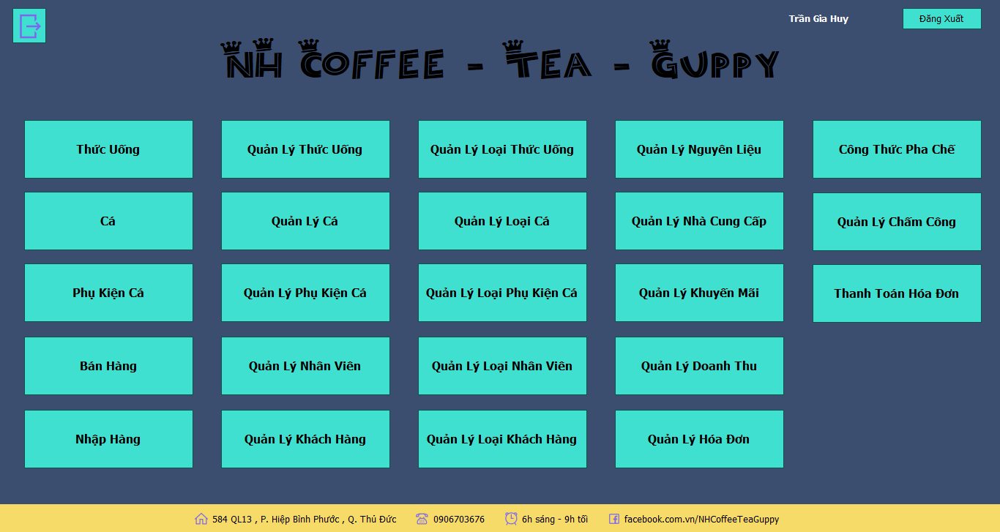 Trần Gia Huy
Đăng Xuất
NH COFFEE - TEA - GUPPY
Thức Uống
Quản Lý Thức Uống
Quản Lý Loại Thức Uống
Quản Lý Nguyên Liệu
Công Thức Pha Chế
Cá
Quản Lý Cá
Quản Lý Loại Cá
Quản Lý Nhà Cung Cấp
Quản Lý Chấm Công
Phụ Kiện Cá
Quản Lý Phụ Kiện Cá
Quản Lý Loại Phụ Kiện Cá
Quản Lý Khuyến Mãi
Thanh Toán Hóa Đơn
Bán Hàng
Quản Lý Nhân Viên
Quản Lý Loại Nhân Viên
Quản Lý Doanh Thu
Nhập Hàng
Quản Lý Khách Hàng
Quản Lý Loại Khách Hàng
Quản Lý Hóa Đơn
584 QL13 , P. Hiệp Bình Phước , Q. Thủ Đức
0906703676
6h sáng - 9h tối
facebook.com.vn/NHCoffeeTeaGuppy